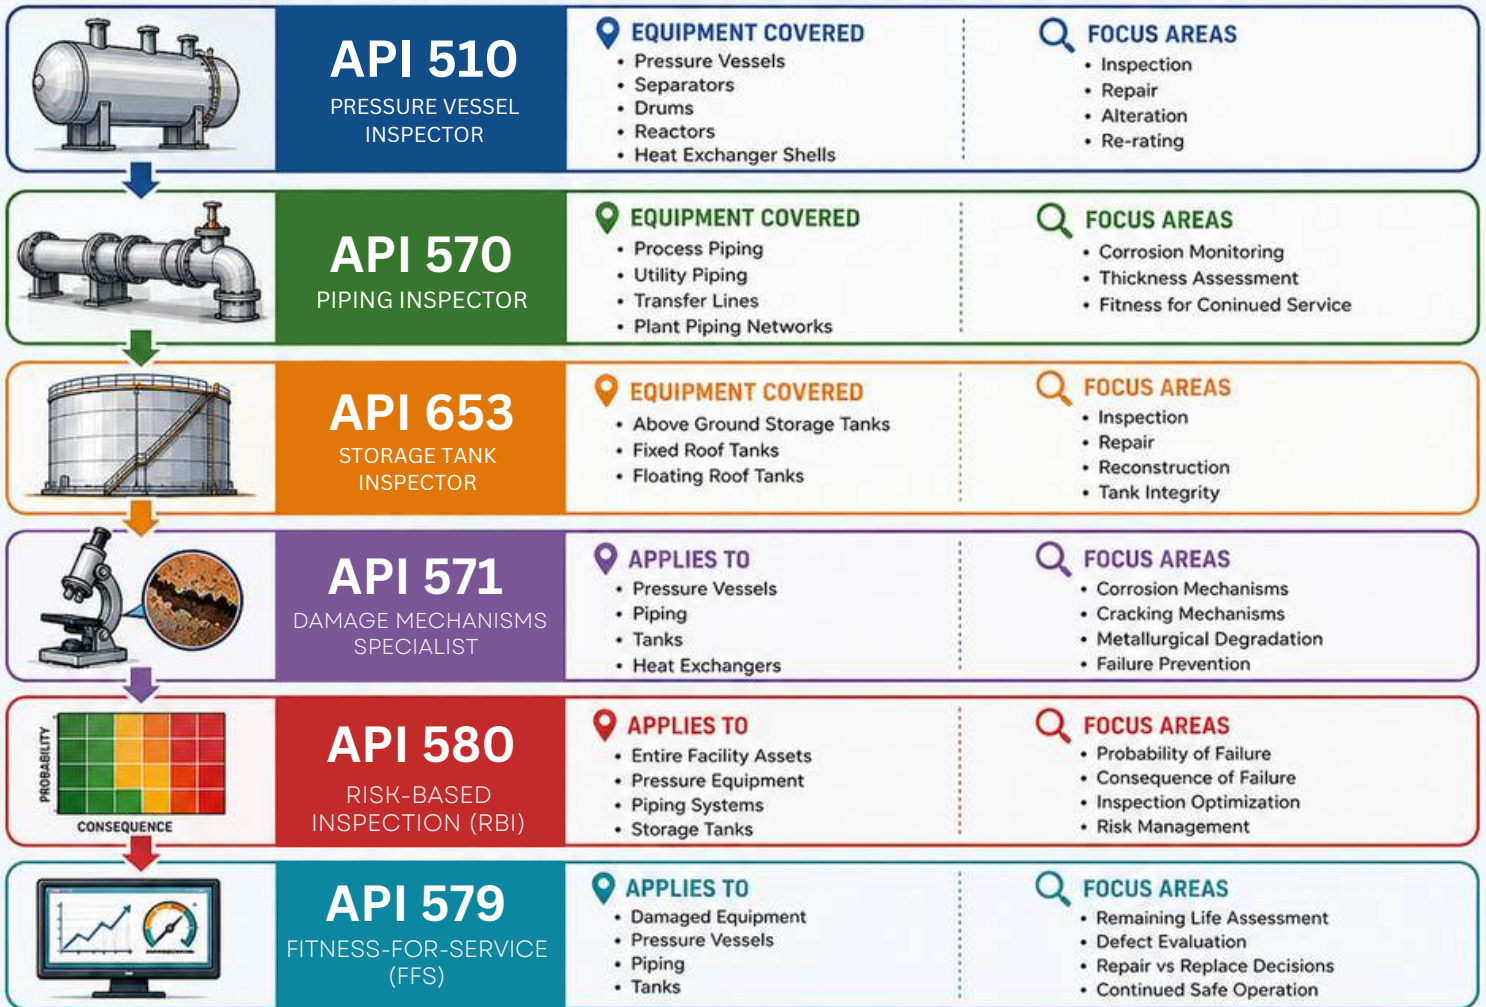 API 510
PRESSURE VESSEL
INSPECTOR
EQUIPMENT COVERED
• Pressure Vessels
• Separators
• Drums
• Reactors
• Heat Exchanger Shells
FOCUS AREAS
• Inspection
• Repair
• Alteration
• Re-rating
API 570
PIPING INSPECTOR
EQUIPMENT COVERED
• Process Piping
• Utility Piping
• Transfer Lines
• Plant Piping Networks
FOCUS AREAS
• Corrosion Monitoring
• Thickness Assessment
• Fitness for Coninued Service
API 653
STORAGE TANK
INSPECTOR
EQUIPMENT COVERED
• Above Ground Storage Tanks
• Fixed Roof Tanks
• Floating Roof Tanks
FOCUS AREAS
• Inspection
• Repair
• Reconstruction
• Tank Integrity
API 571
DAMAGE MECHANISMS
SPECIALIST
APPLIES TO
• Pressure Vessels
• Piping
• Tanks
• Heat Exchangers
FOCUS AREAS
• Corrosion Mechanisms
• Cracking Mechanisms
• Metallurgical Degradation
• Failure Prevention
PROBABILITY
CONSEQUENCE
API 580
RISK-BASED
INSPECTION (RBI)
APPLIES TO
• Entire Facility Assets
• Pressure Equipment
• Piping Systems
• Storage Tanks
FOCUS AREAS
• Probability of Failure
• Consequence of Failure
• Inspection Optimization
• Risk Management
API 579
FITNESS-FOR-SERVICE
(FFS)
APPLIES TO
• Damaged Equipment
• Pressure Vessels
• Piping
• Tanks
FOCUS AREAS
• Remaining Life Assessment
• Defect Evaluation
• Repair vs Replace Decisions
• Continued Safe Operation